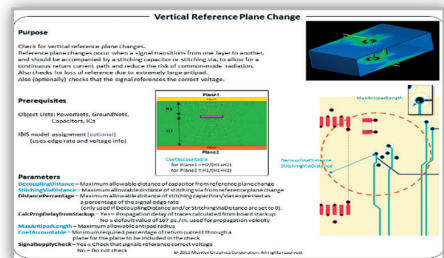 Vertical Reference Plane Change
Purpose
Check for vertical reference plane changes.
Reference plane changes occur when a signal transitions from one layer to another,
and should be accompanied by a stitching capacitor or stitching via, to allow for a
continuous return current path and reduce the risk of common-mode radiation.
Also checks for loss of reference due to extremely large antipad.
Also (optionally) checks that the signal references the correct voltage.
Prerequisites
Object Lists: PowerNets, GroundNets,
Capacitors, ICs
IBIS model assignment [optional]
(uses edge rate and voltage info)
Plane1
H1
H2
Plane2
CoefAccountable
for Plane1 = H2/(H1+H2)
for Plane2 = H1/(H1+H2)
MaxAntipadLength
DecouplingDistance
StitchingViaDistance
Parameters
DecouplingDistance – Maximum allowable distance of capacitor from reference plane change
StitchingViaDistance – Maximum allowable distance of stitching via from reference plane change
DistancePercentage – Maximum allowable distance of stitching capacitors/vias expressed as
a percentage of the signal edge rate
(only used if DecouplingDistance and/or StitchingViaDistance are set to 0).
CalcPropDelayfromStackup – Yes = Propagation delay of traces calculated from board stackup
No = default value of 187 ps./in. used for propagation velocity
MaxAntipadLength – Maximum allowable antipad radius
CoefAccountable – Minimum required percentage of return current through a
plane for the plane to be included in the check
SignalSupplyCheck – Yes = Check that signals reference correct voltage
No = Do not check
© 2012 Mentor Graphics Corporation. All rights reserved.